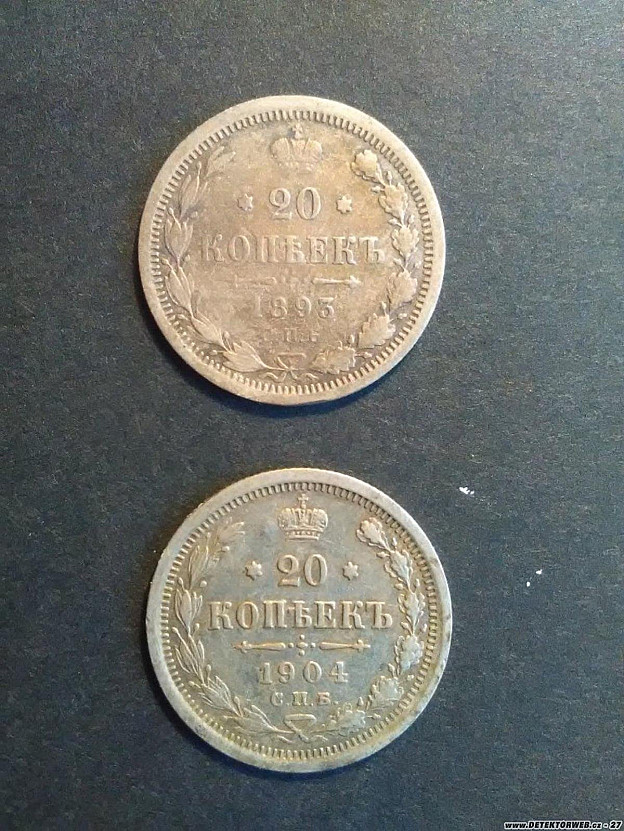 20
КОПѢЕКЪ
1893
С.П.Б.
20
КОПѢЕКЪ
1904
С.П.Б.
www.DETEKTORWEB.cz - 27